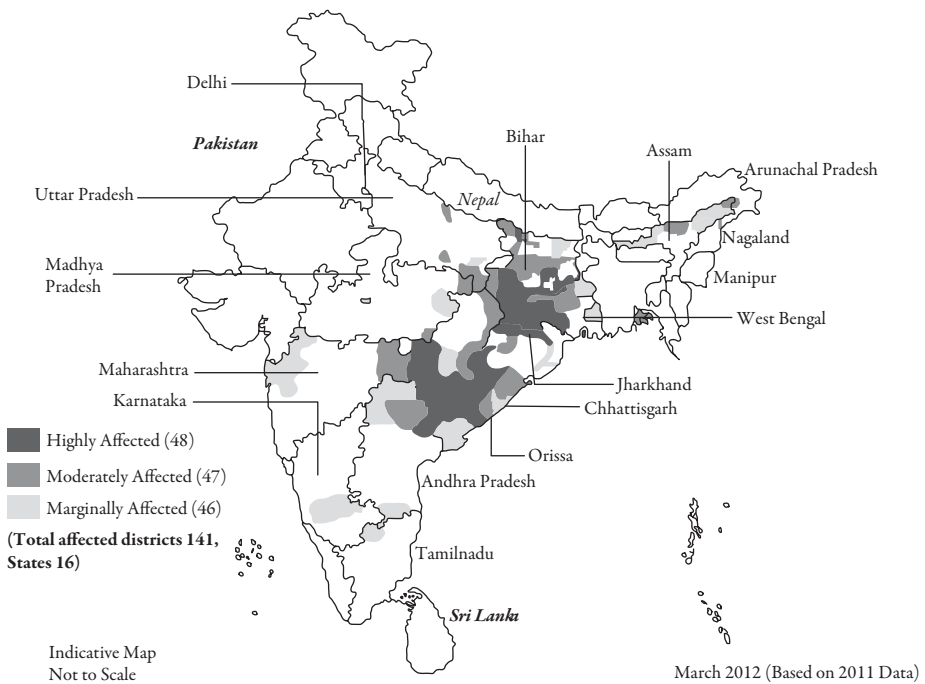 Delhi
Pakistan
Bihar
Assam
Arunachal Pradesh
Uttar Pradesh
Nepal
Nagaland
Madhya
Pradesh
Manipur
West Bengal
Maharashtra
Jharkhand
Karnataka
Chhattisgarh
Highly Affected (48)
Orissa
Moderately Affected (47)
Andhra Pradesh
Marginally Affected (46)
(Total affected districts 141,
States 16)
Tamilnadu
Sri Lanka
Indicative Map
Not to Scale
March 2012 (Based on 2011 Data)